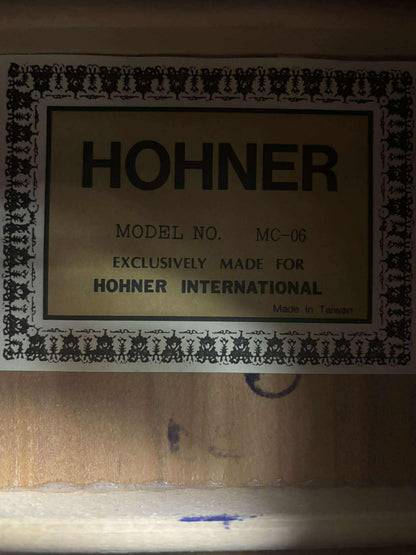 HOHNER
MODEL NO. MC-06
EXCLUSIVELY MADE FOR
HOHNER INTERNATIONAL
Made in Taiwan